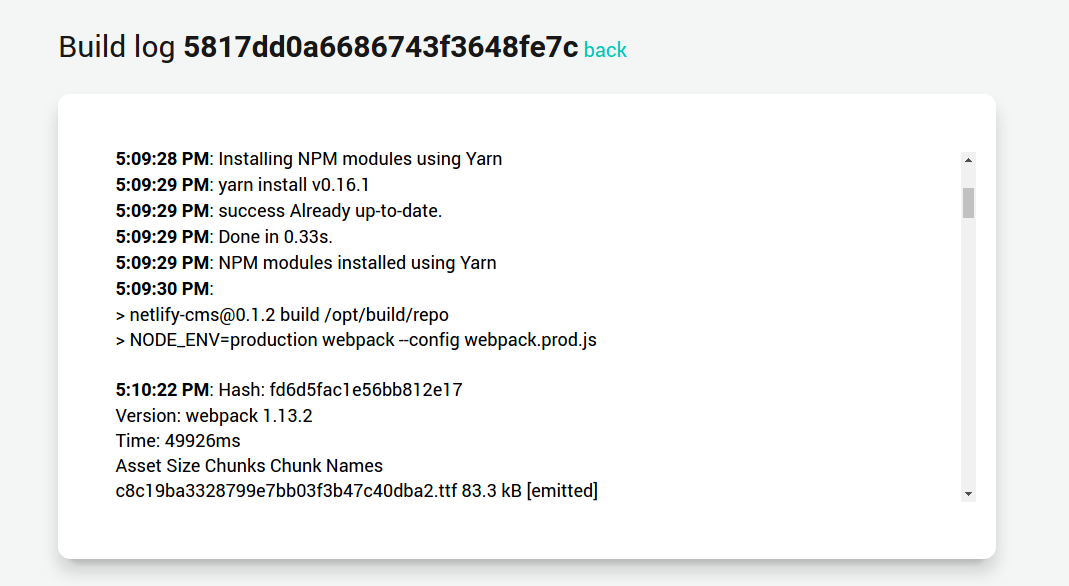 Build log 5817dd0a6686743f3648fe7c back
5:09:28 PM: Installing NPM modules using Yarn
5:09:29 PM: yarn install v0.16.1
5:09:29 PM: success Already up-to-date.
5:09:29 PM: Done in 0.33s.
5:09:29 PM: NPM modules installed using Yarn
5:09:30 PM:
> netlify-cms@0.1.2 build /opt/build/repo
> NODE_ENV=production webpack --config webpack.prod.js
5:10:22 PM: Hash: fd6d5fac1e56bb812e17
Version: webpack 1.13.2
Time: 49926ms
Asset Size Chunks Chunk Names
c8c19ba3328799e7bb03f3b47c40dba2.ttf 83.3 kB [emitted]